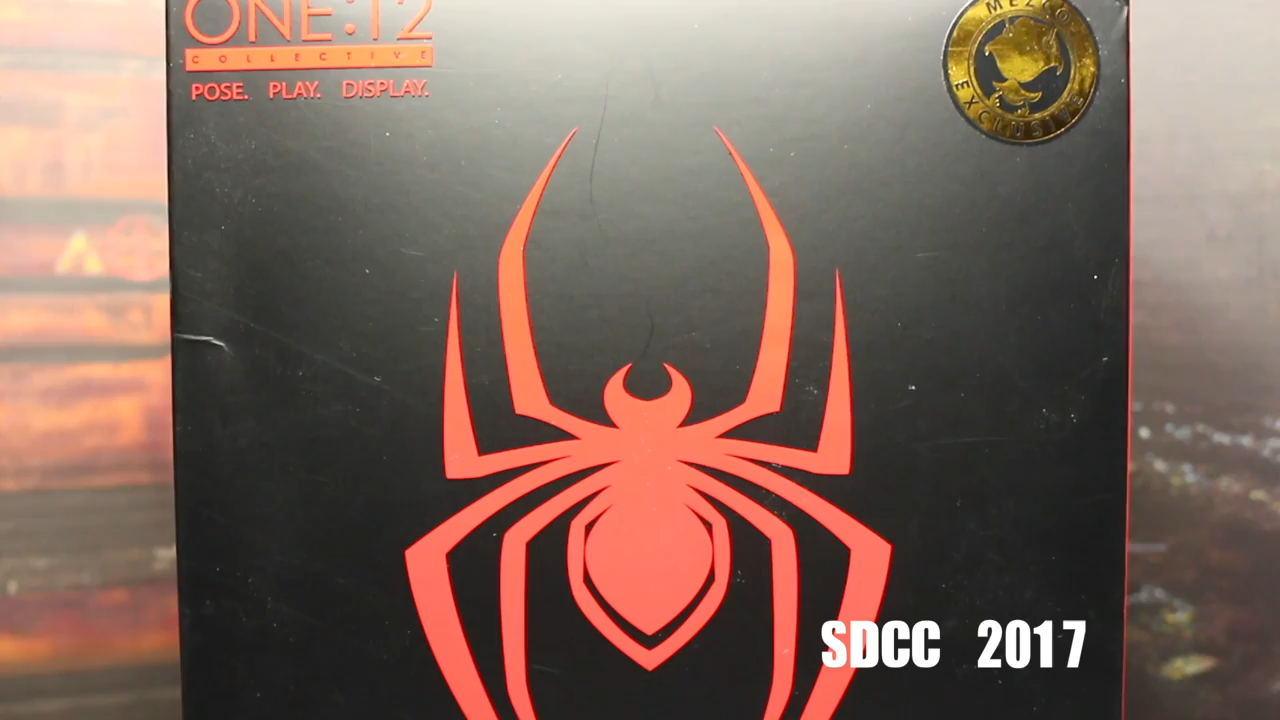 ONE:12
COLLECTIVE
POSE. PLAY. DISPLAY.
MEZCO
EXCLUSIVE
SDCC 2017